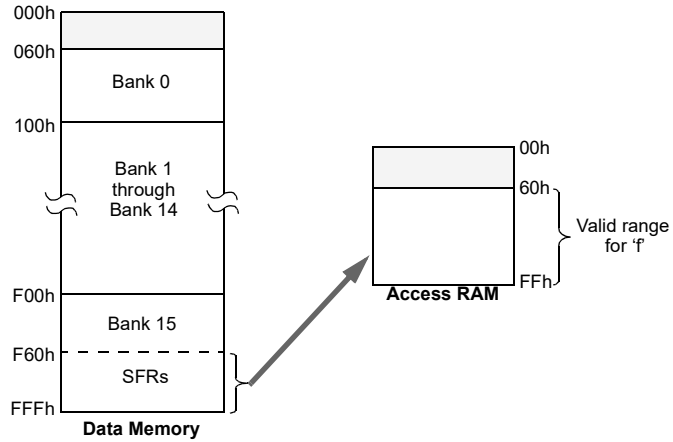 000h
060h
Bank 0
100h
Bank 1
through
Bank 14
F00h
Bank 15
F60h
SFRs
FFFh
Data Memory
00h
60h
Valid range
for ‘f’
FFh
Access RAM